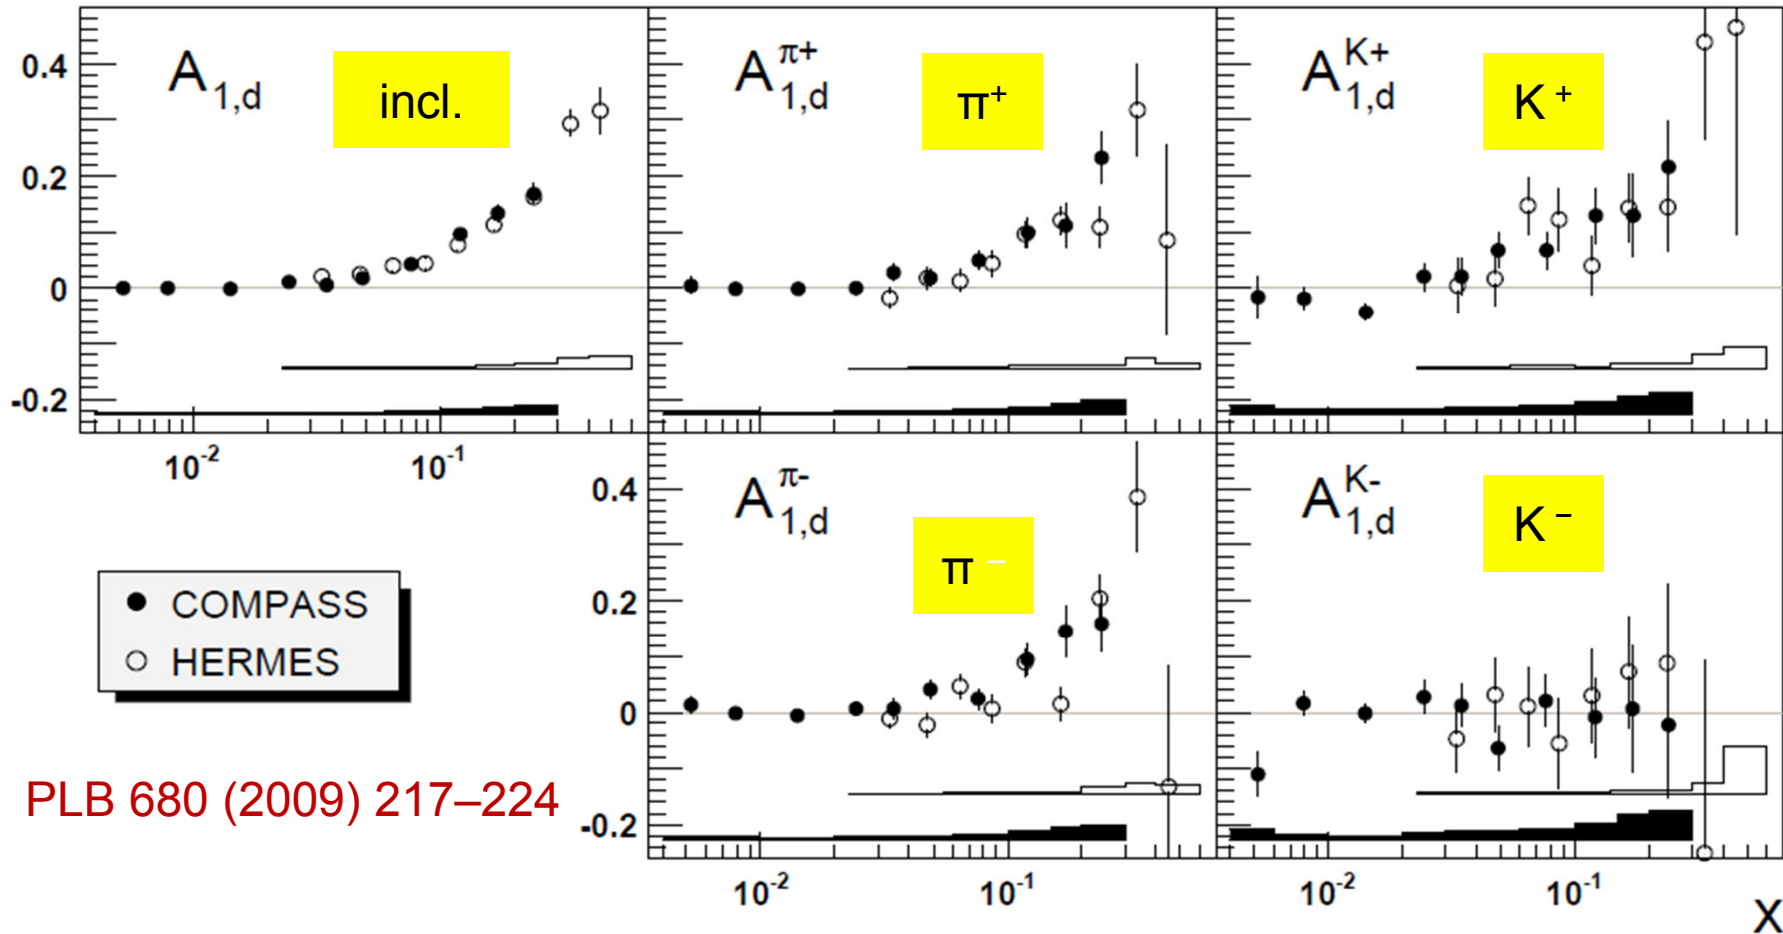 A1,d
incl.
Aπ+1,d
π+
AK+1,d
K+
0.4
0.2
0
-0.2
10-2
10-1
Aπ-1,d
π–
AK-1,d
K–
0.4
0.2
0
-0.2
COMPASS
HERMES
PLB 680 (2009) 217–224
10-2
10-1
10-2
10-1
X